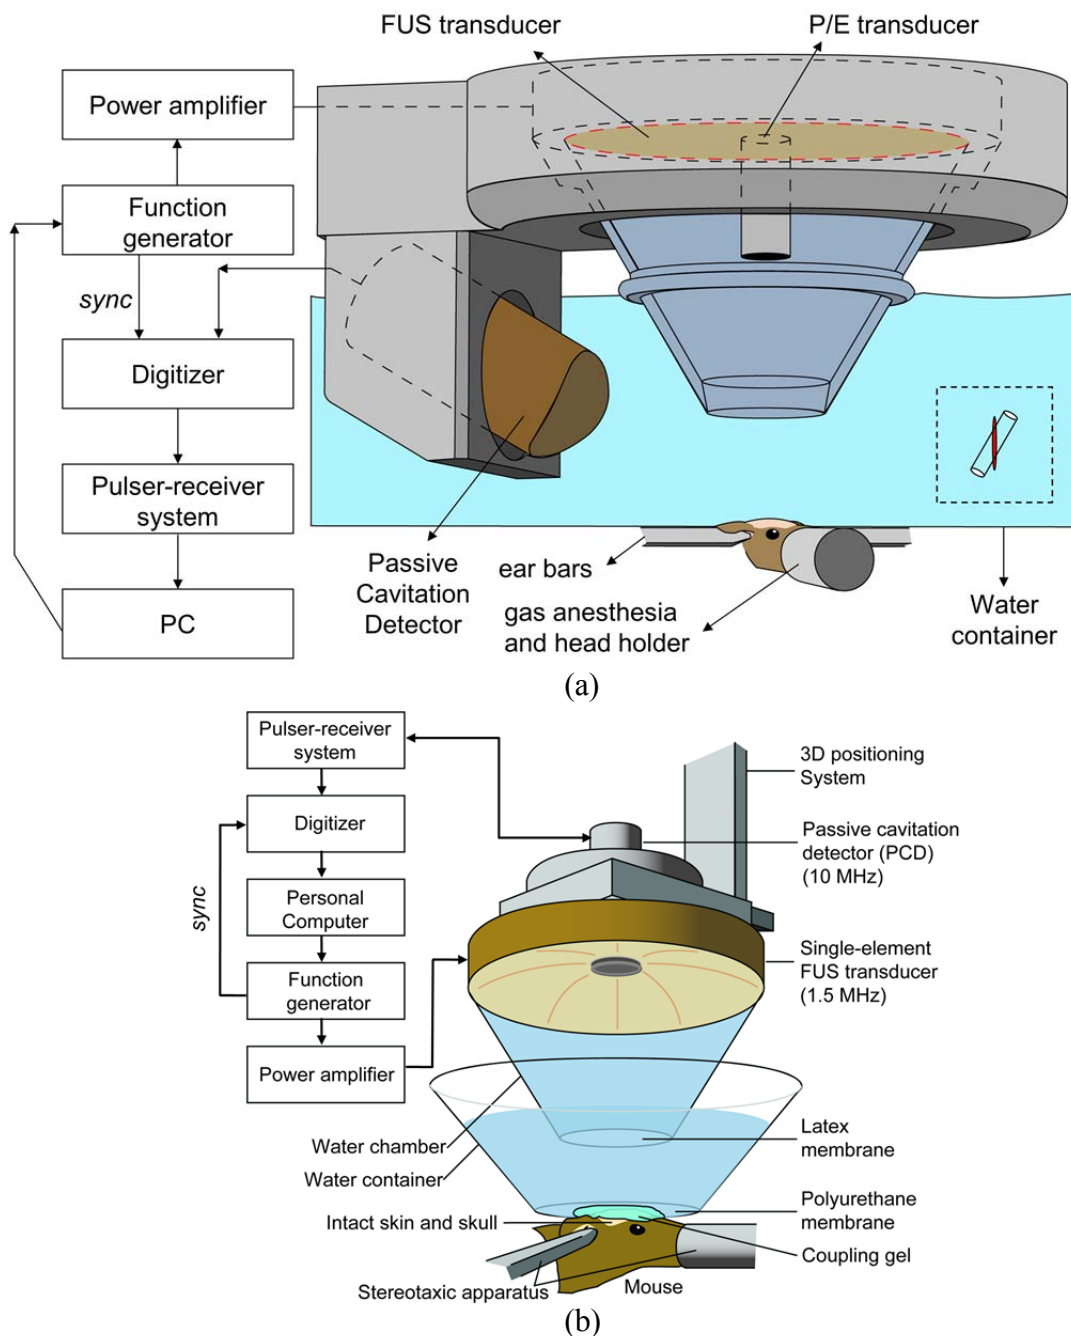 FUS transducer
P/E transducer
Power amplifier
Function
generator
sync
Digitizer
Pulser-receiver
system
PC
Passive
Cavitation
Detector
ear bars
gas anesthesia
and head holder
Water
container
(a)
Pulser-receiver
system
Digitizer
sync
Personal
Computer
Function
generator
Power amplifier
3D positioning
System
Passive cavitation
detector (PCD)
(10 MHz)
Single-element
FUS transducer
(1.5 MHz)
Water chamber
Water container
Latex
membrane
Intact skin and skull
Polyurethane
membrane
Coupling gel
Stereotaxic apparatus
Mouse
(b)